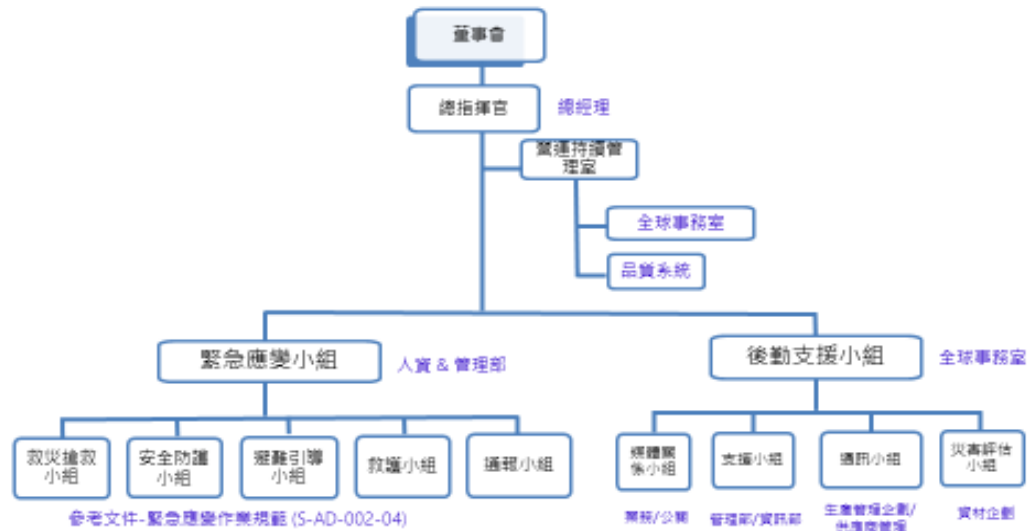 董事會
總指揮官
總經理
營運持續管
理室
全球事務室
品質系統
緊急應變小組
人資 & 管理部
後勤支援小組
全球事務室
救災搶救
小組
安全防護
小組
避難引導
小組
救護小組
通報小組
媒體關
係小組
支援小組
通訊小組
災害評估
小組
參考文件-緊急應變作業規範 (S-AD-002-04)
業務/公關
管理部/資訊部
生產管理企劃/
供應商管理
資材企劃